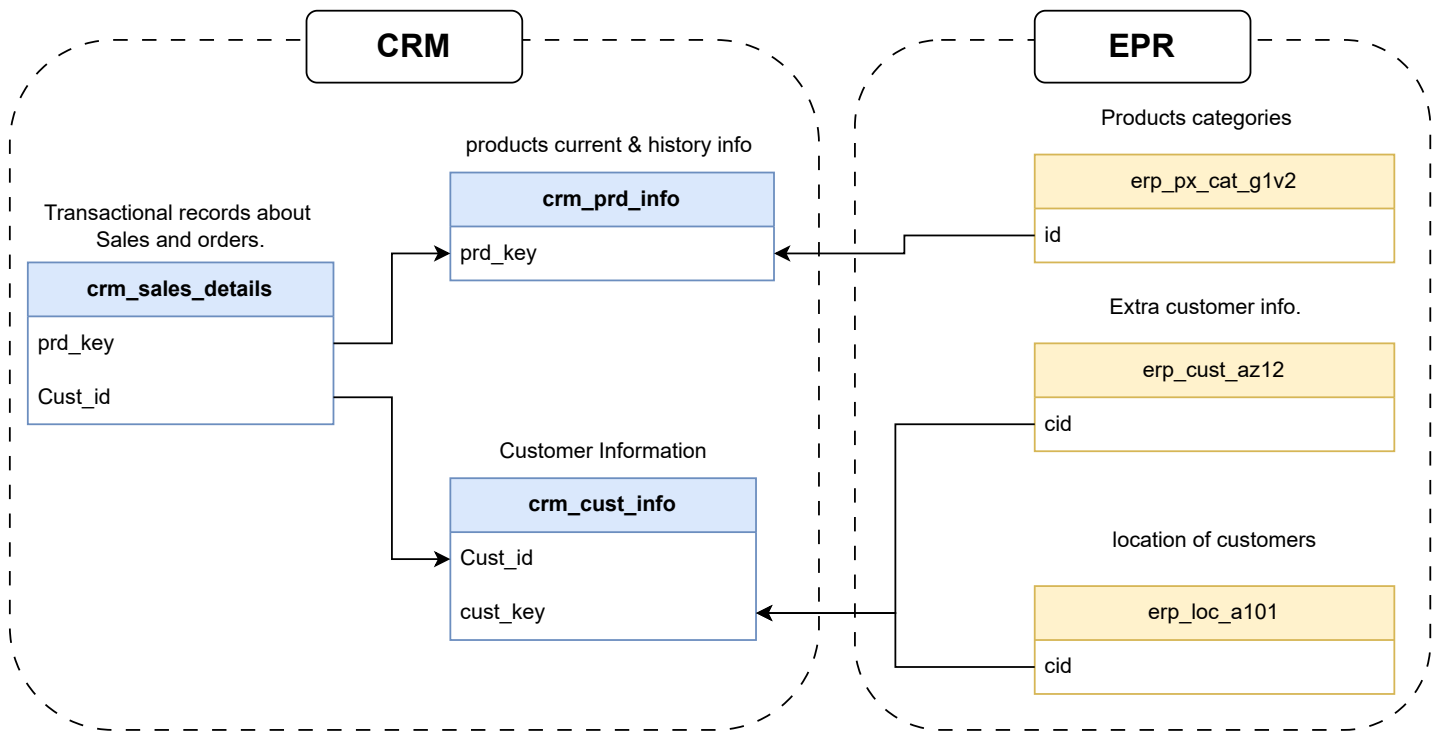 CRM
Transactional records about
Sales and orders.
crm_sales_details
prd_key
Cust_id
products current & history info
crm_prd_info
prd_key
Customer Information
crm_cust_info
Cust_id
cust_key
EPR
Products categories
erp_px_cat_g1v2
id
Extra customer info.
erp_cust_az12
cid
location of customers
erp_loc_a101
cid